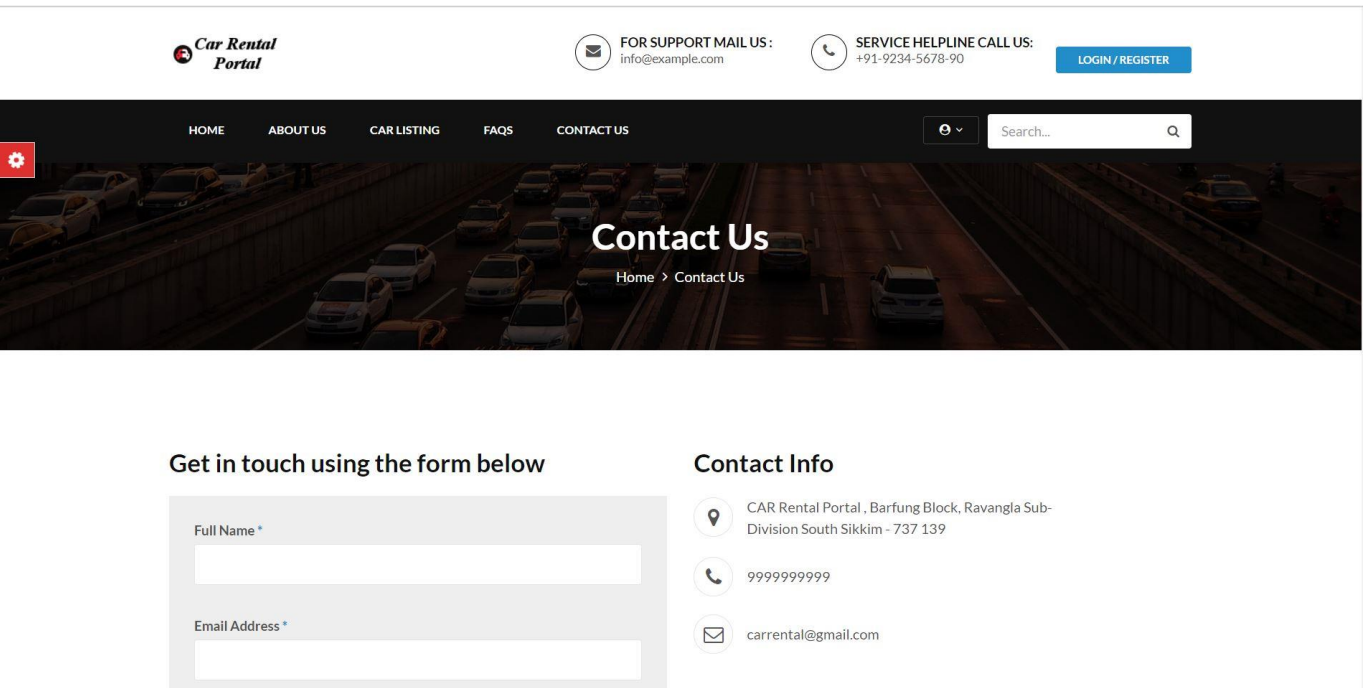 Car Rental
Portal
FOR SUPPORT MAIL US :
info@example.com
SERVICE HELPLINE CALL US:
+91-9234-5678-90
LOGIN / REGISTER
HOME
ABOUT US
CAR LISTING
FAQS
CONTACT US
Search...
Contact Us
Home > Contact Us
Get in touch using the form below
Full Name *
Email Address *
Contact Info
CAR Rental Portal , Barfung Block, Ravangla Sub-
Division South Sikkim - 737 139
9999999999
carrental@gmail.com